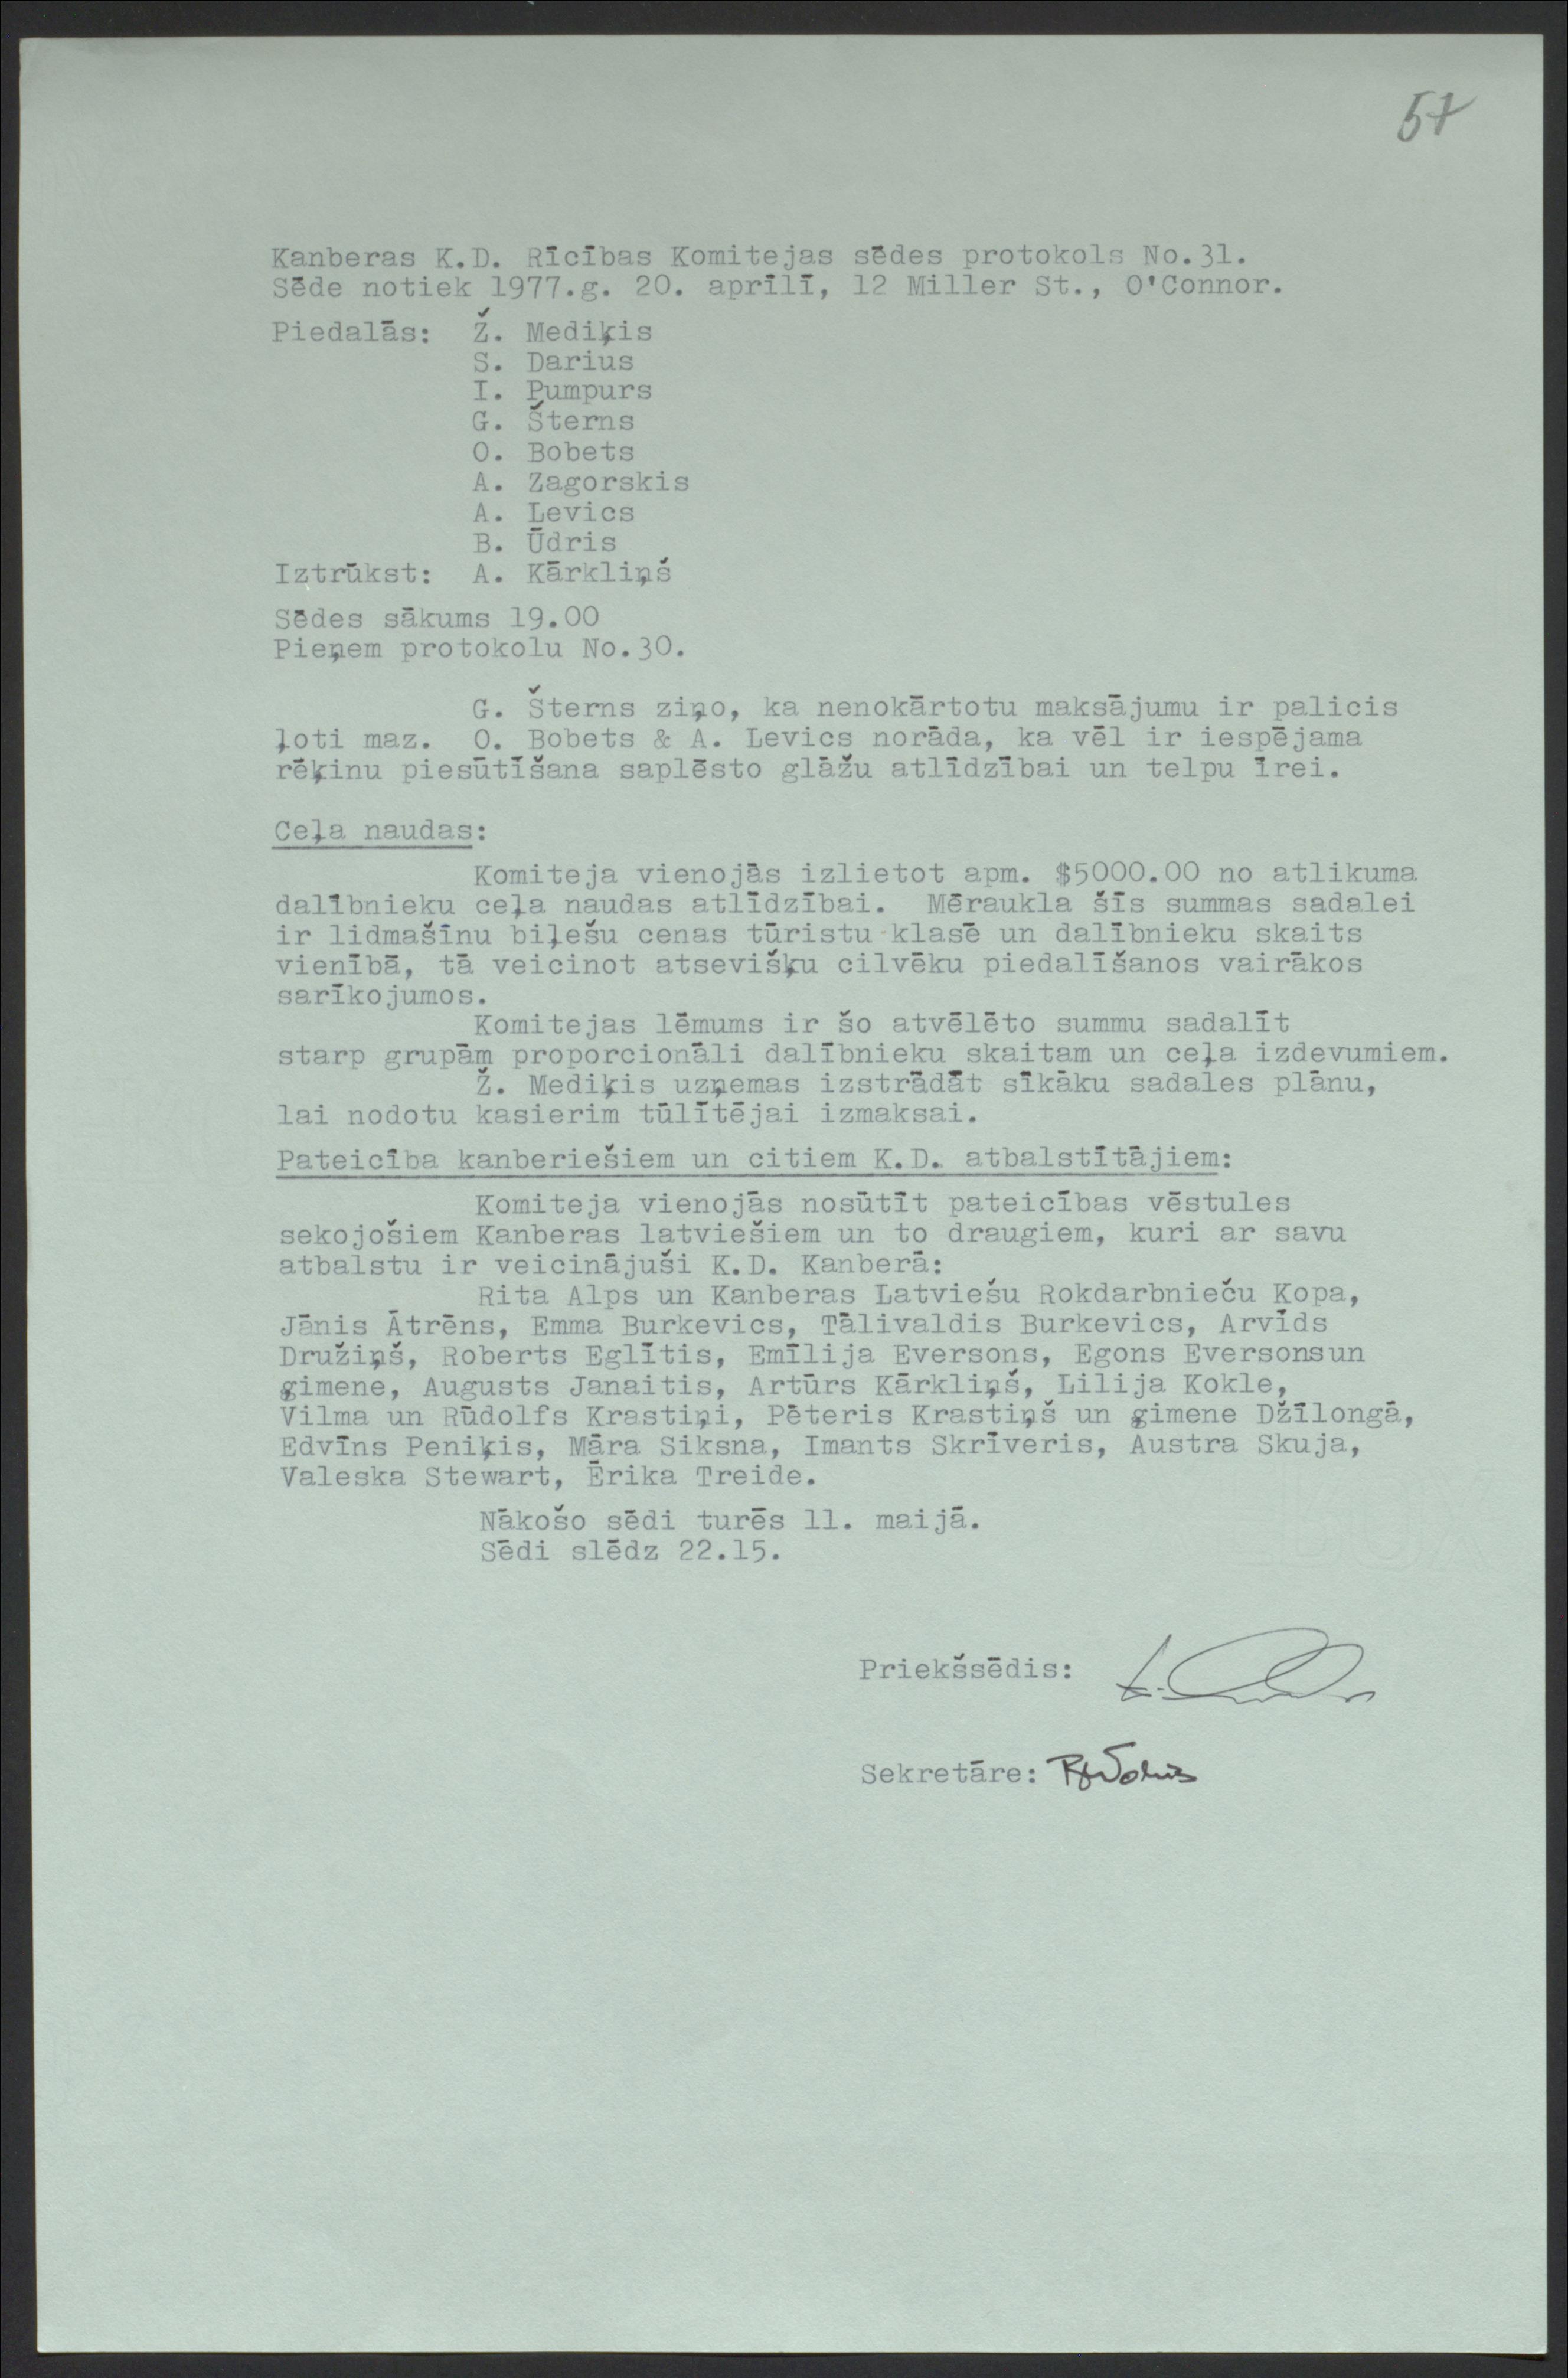 57
Kanberas K.D. Rīcības Komitejas sēdes protokols No.31.
Sēde notiek 1977.g. 20. aprīlī, 12 Miller St., O'Connor.
Piedalās: Ž. Mediķis
S. Darius
I. Pumpurs
G. Šterns
O. Bobets
A. Zagorskis
A. Levics
B. Ūdris
Iztrūkst: A. Kārkliņš
Sēdes sākums 19.00
Pieņem protokolu No.30.
G. Šterns ziņo, ka nenokārtotu maksājumu ir palicis
ļoti maz. O. Bobets & A. Levics norāda, ka vēl ir iespējama
rēķinu piesūtīšana saplēsto glāžu atlīdzībai un telpu īrei.
Ceļa naudas:
Komiteja vienojās izlietot apm. $5000.00 no atlikuma
dalībnieku ceļa naudas atlīdzībai. Mēraukla šīs summas sadalei
ir lidmašīnu biļešu cenas tūristu-klasē un dalībnieku skaits
vienībā, tā veicinot atsevišķu cilvēku piedalīšanos vairākos
sarīkojumos.
Komitejas lēmums ir šo atvēlēto summu sadalīt
starp grupām proporcionāli dalībnieku skaitam un ceļa izdevumiem.
Ž. Mediķis uzņemas izstrādāt sīkāku sadales plānu,
lai nodotu kasierim tūlītējai izmaksai.
Pateicība kanberiešiem un citiem K.D. atbalstītājiem:
Komiteja vienojās nosūtīt pateicības vēstules
sekojošiem Kanberas latviešiem un to draugiem, kuri ar savu
atbalstu ir veicinājuši K.D. Kanberā:
Rita Alps un Kanberas Latviešu Rokdarbnieču Kopa,
Jānis Ātrēns, Emma Burkevics, Tālivaldis Burkevics, Arvīds
Družiņš, Roberts Eglītis, Emīlija Eversons, Egons Eversonsun
ģimene, Augusts Janaitis, Artūrs Kārkliņš, Lilija Kokle,
Vilma un Rūdolfs Krastiņi, Pēteris Krastiņš un ģimene Džīlongā,
Edvīns Peniķis, Māra Siksna, Imants Skrīveris, Austra Skuja,
Valeska Stewart, Ērika Treide.
Nākošo sēdi turēs 11. maijā.
Sēdi slēdz 22.15.
Priekšsēdis:
Sekretāre: